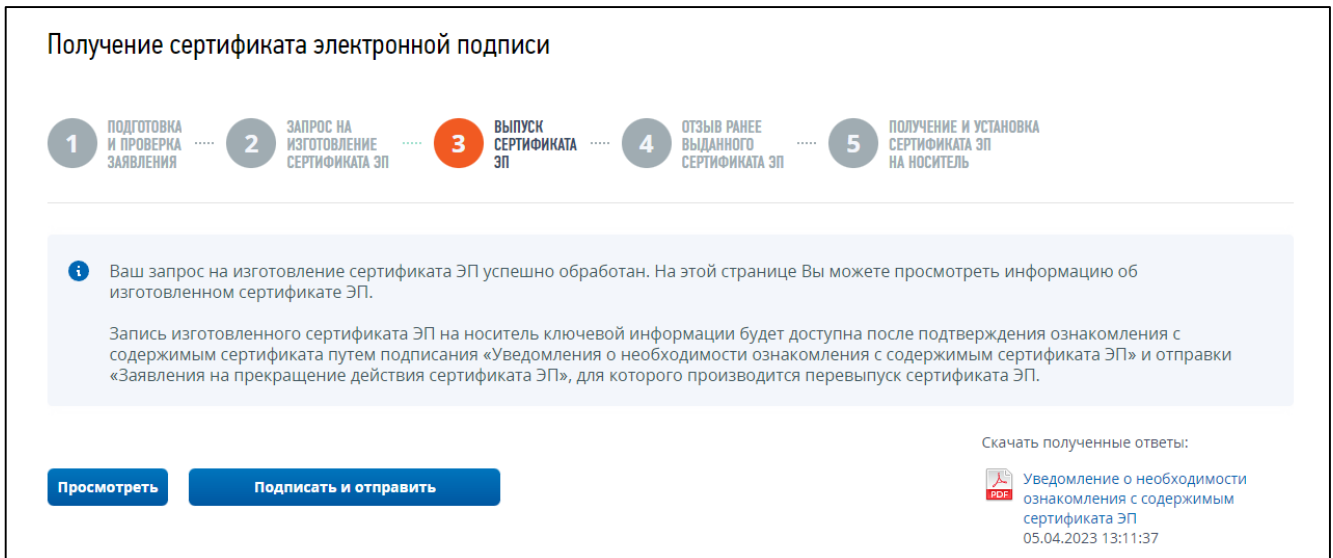 Получение сертификата электронной подписи
1
ПОДГОТОВКА
И ПРОВЕРКА
ЗАЯВЛЕНИЯ
2
ЗАПРОС НА
ИЗГОТОВЛЕНИЕ
СЕРТИФИКАТА ЭП
3
ВЫПУСК
СЕРТИФИКАТА
ЭП
4
ОТЗЫВ РАНЕЕ
ВЫДАННОГО
СЕРТИФИКАТА ЭП
5
ПОЛУЧЕНИЕ И УСТАНОВКА
СЕРТИФИКАТА ЭП
НА НОСИТЕЛЬ
Ваш запрос на изготовление сертификата ЭП успешно обработан. На этой странице Вы можете просмотреть информацию об
изготовленном сертификате ЭП.
Запись изготовленного сертификата ЭП на носитель ключевой информации будет доступна после подтверждения ознакомления с
содержимым сертификата путем подписания «Уведомления о необходимости ознакомления с содержимым сертификата ЭП» и отправки
«Заявления на прекращение действия сертификата ЭП», для которого производится перевыпуск сертификата ЭП.
Просмотреть
Подписать и отправить
Скачать полученные ответы:
PDF
Уведомление о необходимости
ознакомления с содержимым
сертификата ЭП
05.04.2023 13:11:37